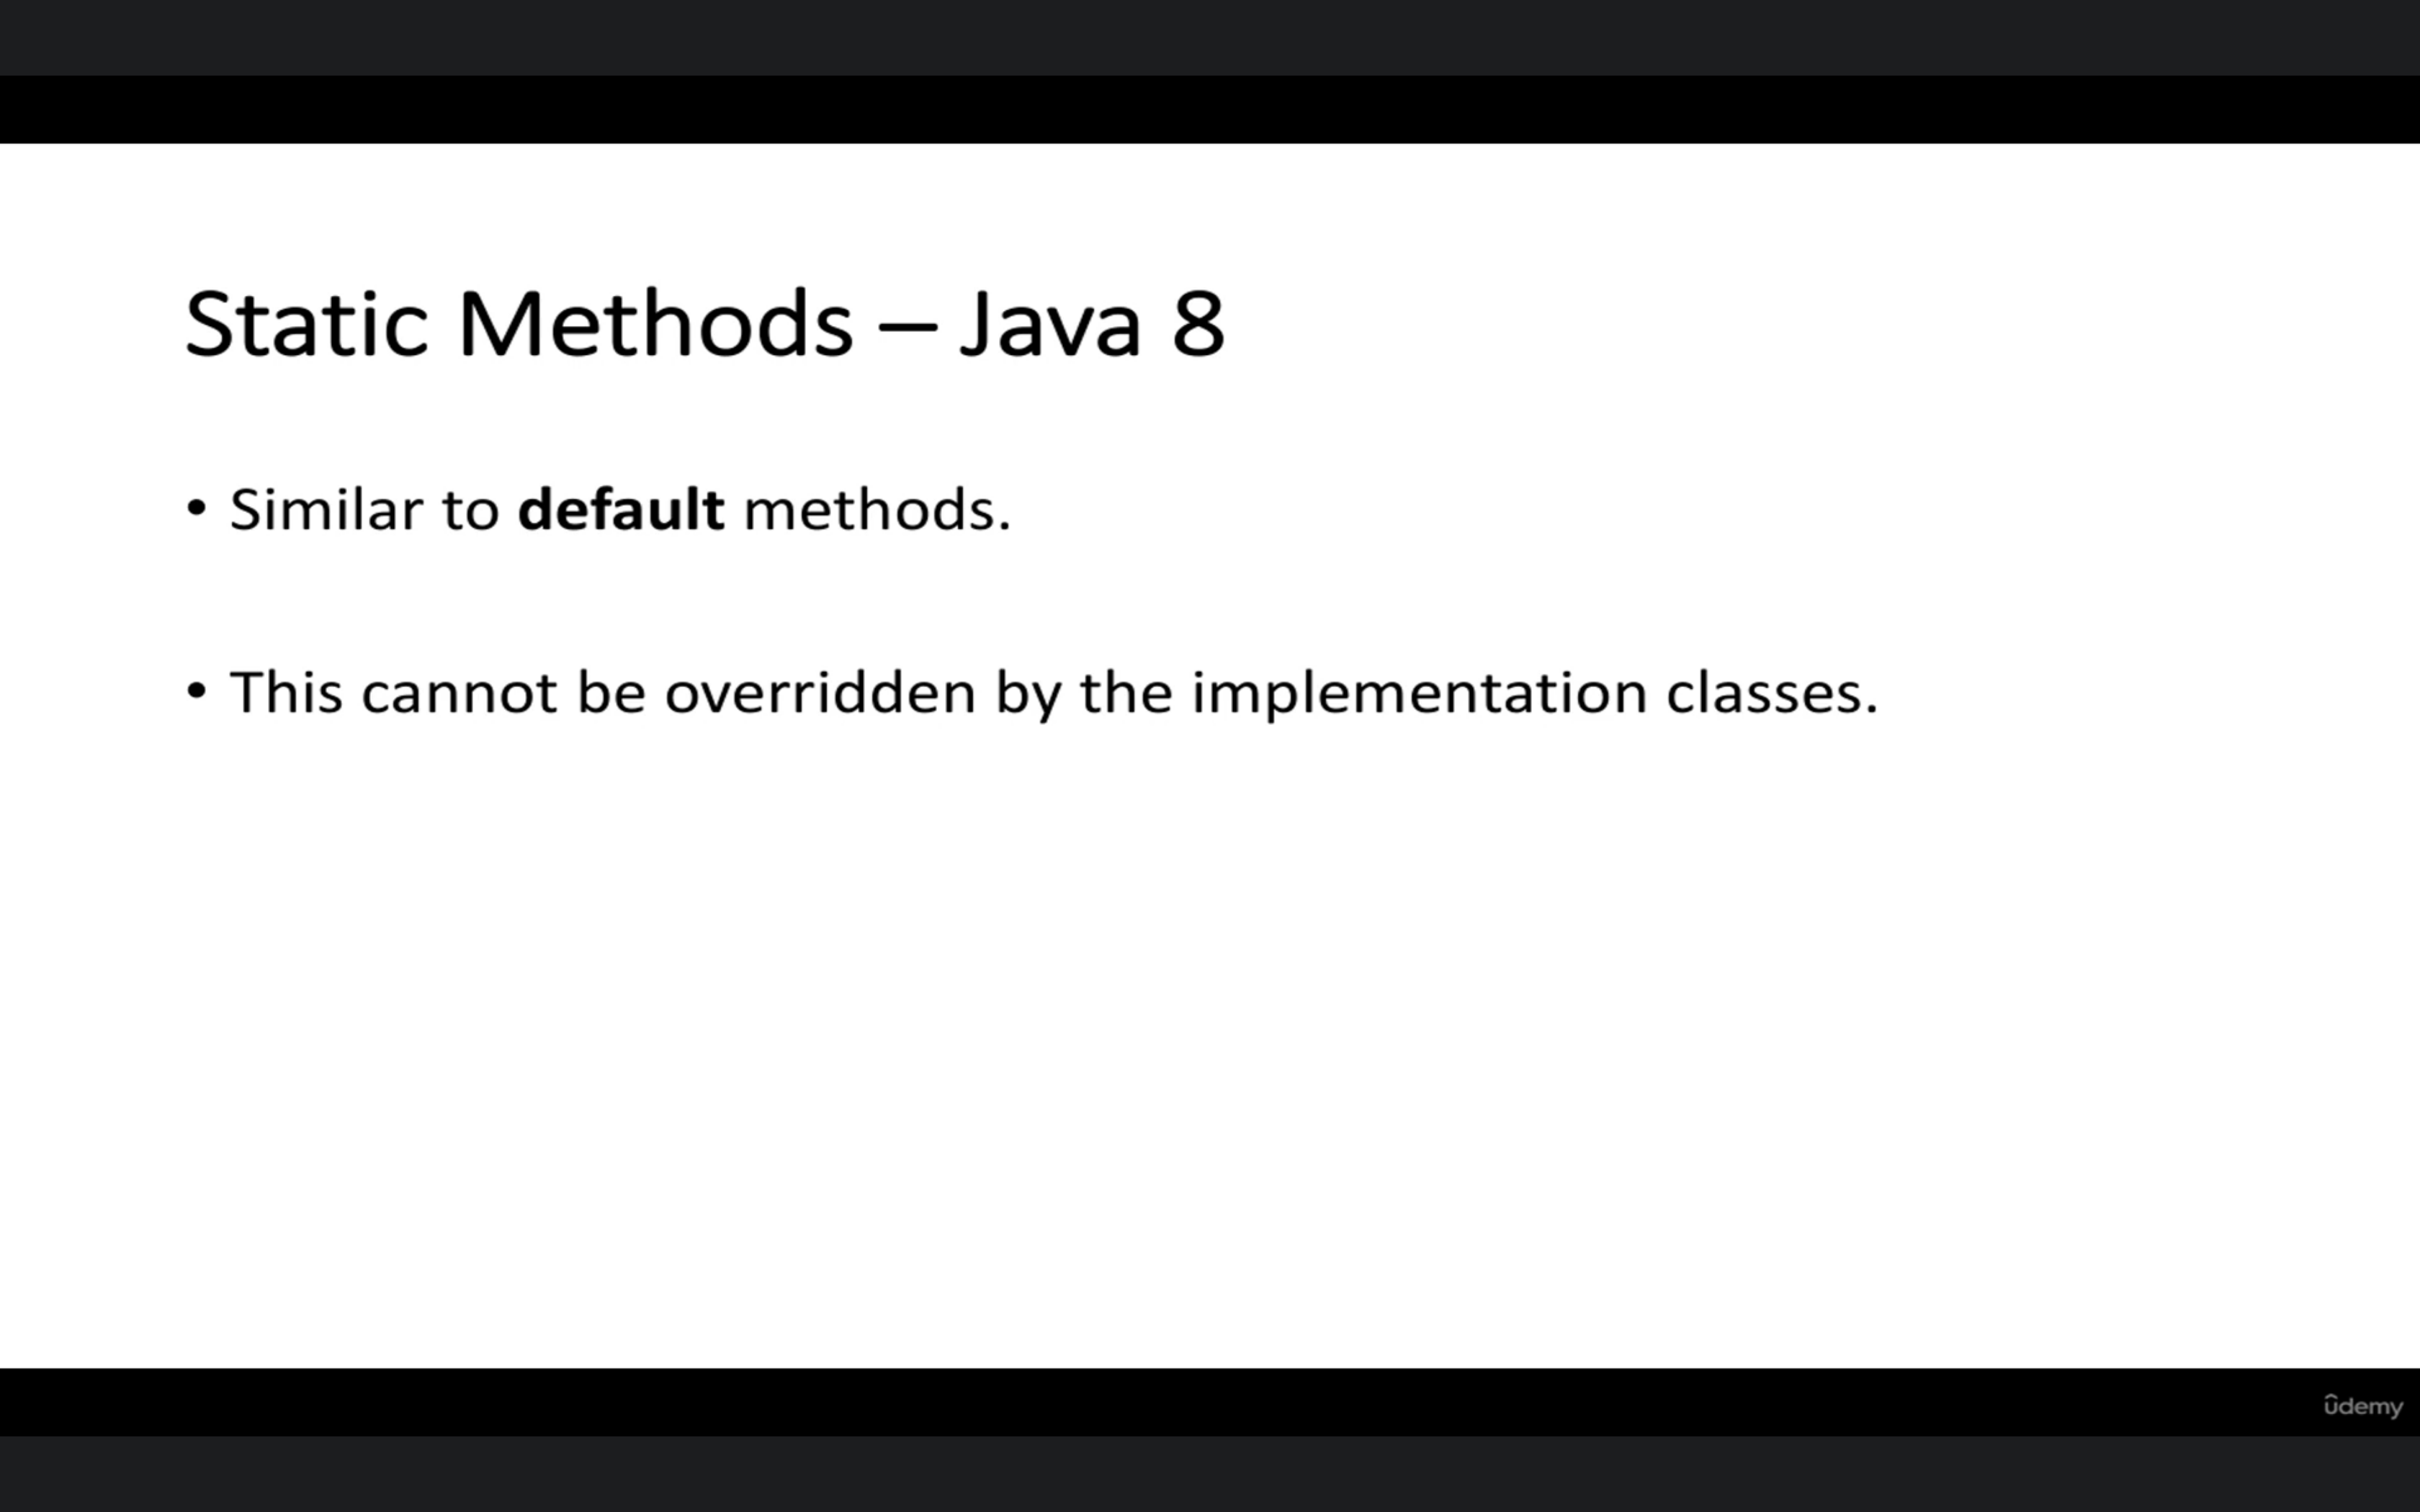 Static Methods – Java 8
• Similar to default methods.
• This cannot be overridden by the implementation classes.
ûdemy